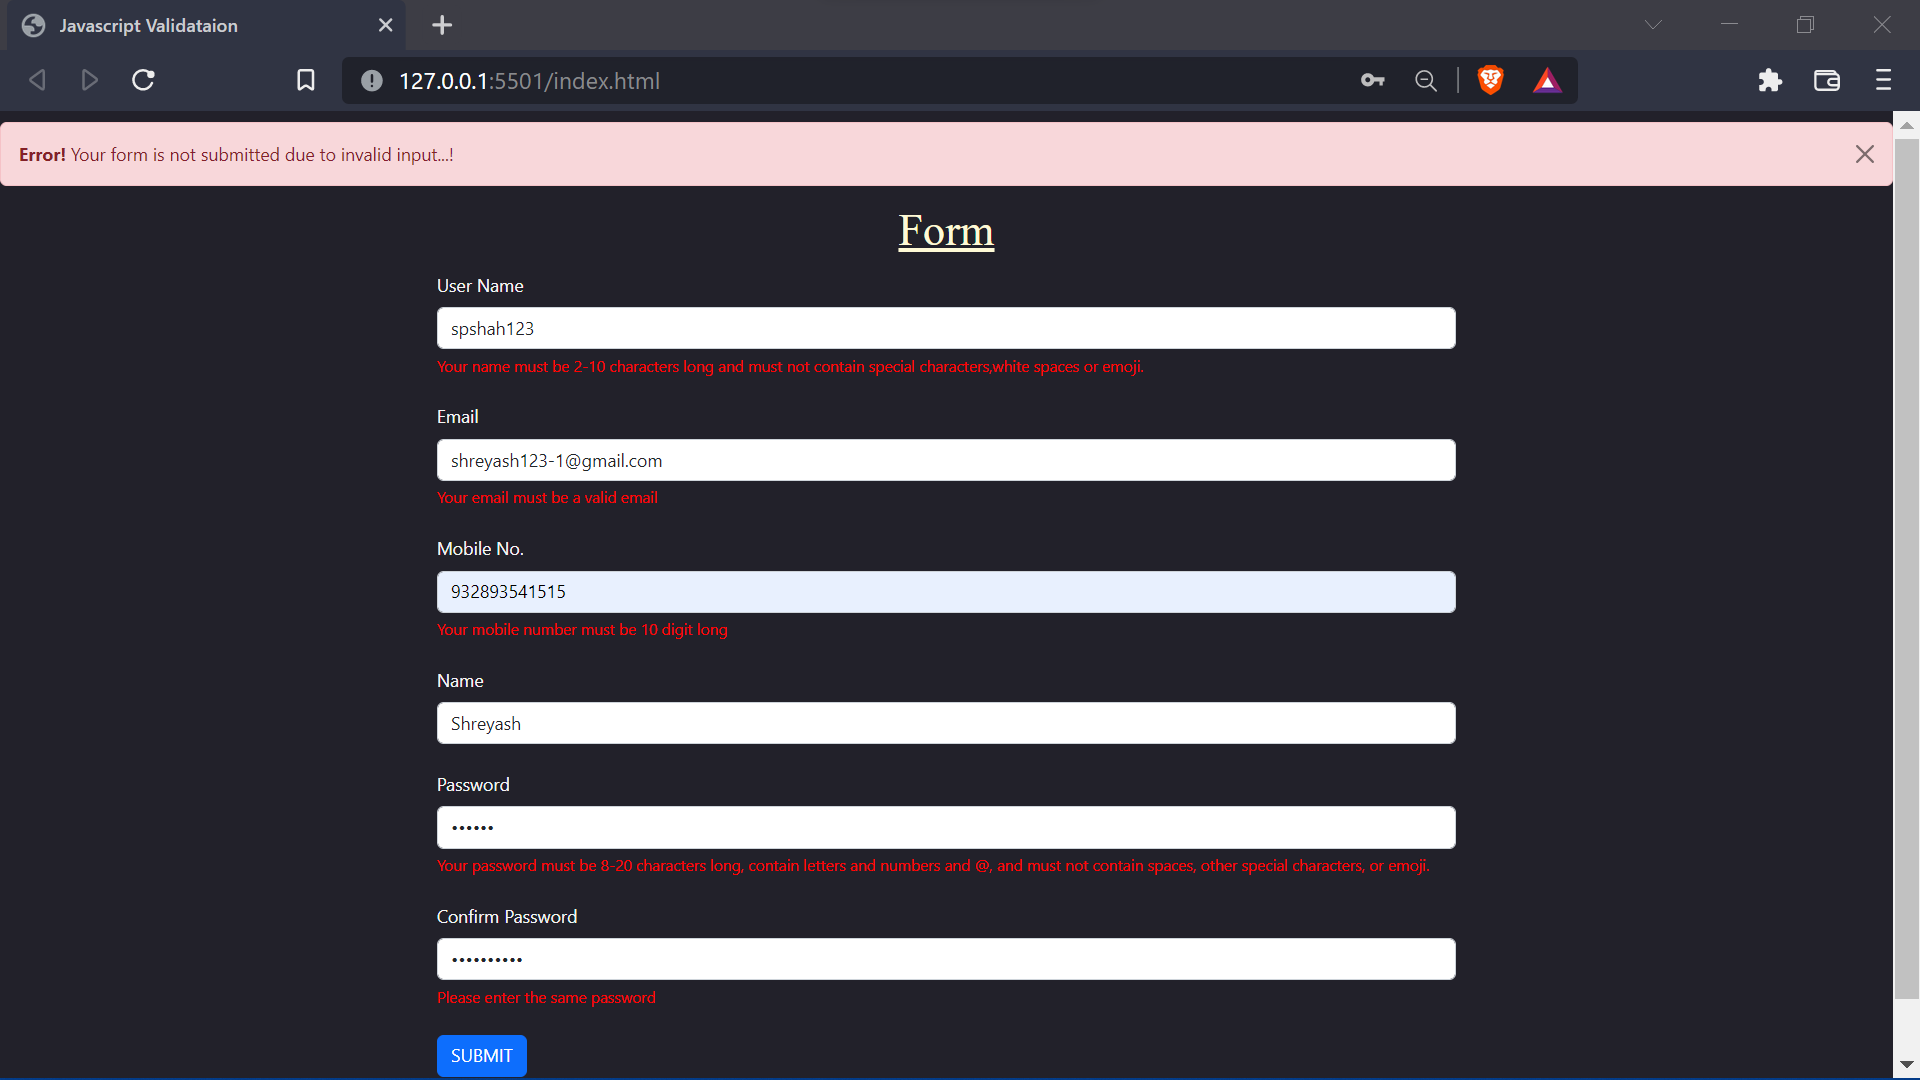 Javascript Validataion
127.0.0.1:5501/index.html
Error! Your form is not submitted due to invalid input...!
Form
User Name
spshah123
Your name must be 2-10 characters long and must not contain special characters,white spaces or emoji.
Email
shreyash123-1@gmail.com
Your email must be a valid email
Mobile No.
932893541515
Your mobile number must be 10 digit long
Name
Shreyash
Password
••••••
Your password must be 8-20 characters long, contain letters and numbers and @, and must not contain spaces, other special characters, or emoji.
Confirm Password
••••••••••
Please enter the same password
SUBMIT